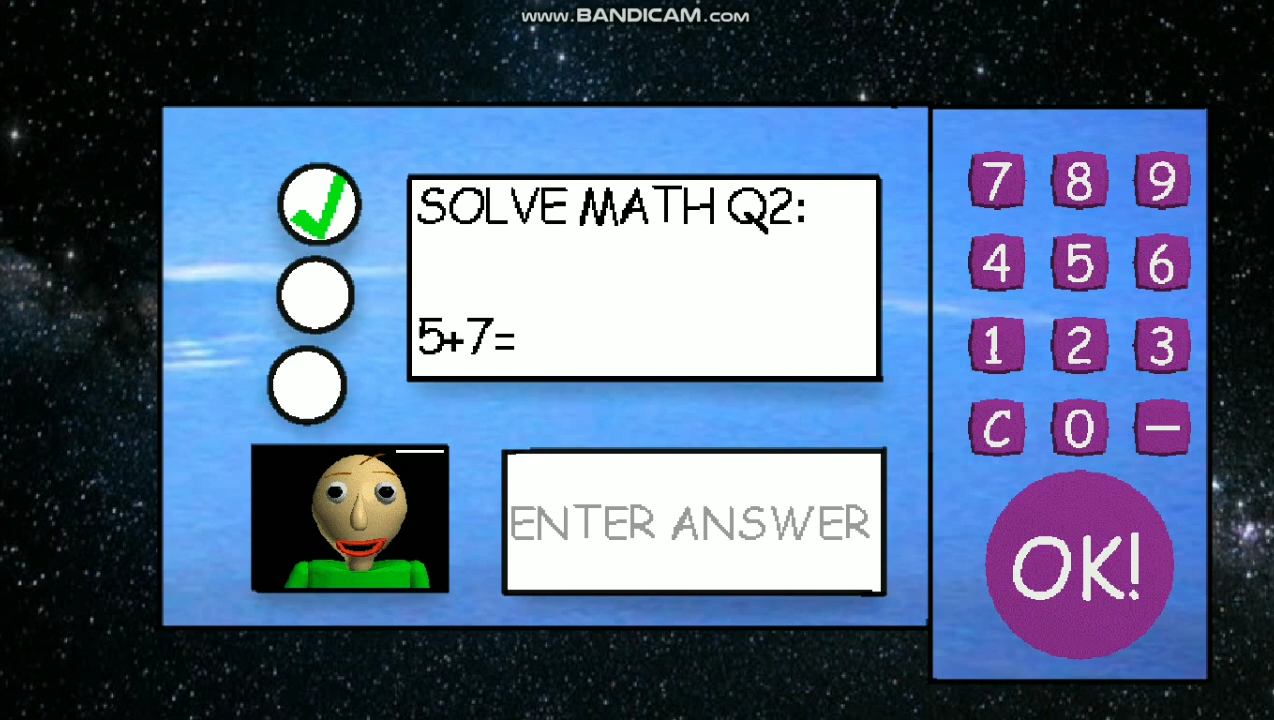 www.BANDICAM.com
SOLVE MATH Q2:
5+7=
ENTER ANSWER
7 8 9
4 5 6
1 2 3
C 0 −
OK!